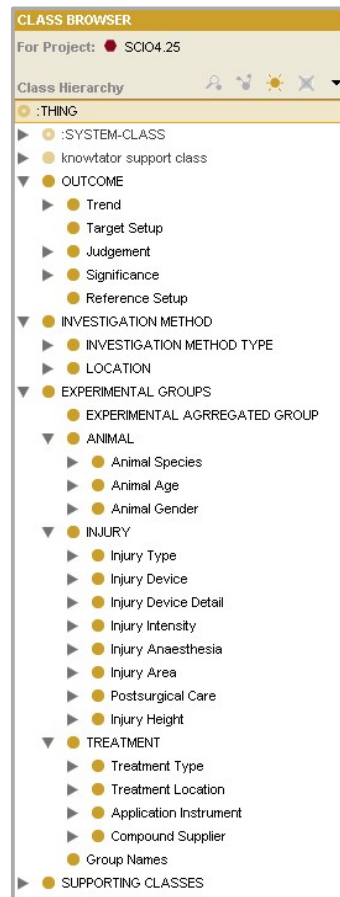 CLASS BROWSER
For Project: SCIO4.25
Class Hierarchy
:THING
:SYSTEM-CLASS
knowtator support class
OUTCOME
Trend
Target Setup
Judgement
Significance
Reference Setup
INVESTIGATION METHOD
INVESTIGATION METHOD TYPE
LOCATION
EXPERIMENTAL GROUPS
EXPERIMENTAL AGRREGATED GROUP
ANIMAL
Animal Species
Animal Age
Animal Gender
INJURY
Injury Type
Injury Device
Injury Device Detail
Injury Intensity
Injury Anaesthesia
Injury Area
Postsurgical Care
Injury Height
TREATMENT
Treatment Type
Treatment Location
Application Instrument
Compound Supplier
Group Names
SUPPORTING CLASSES